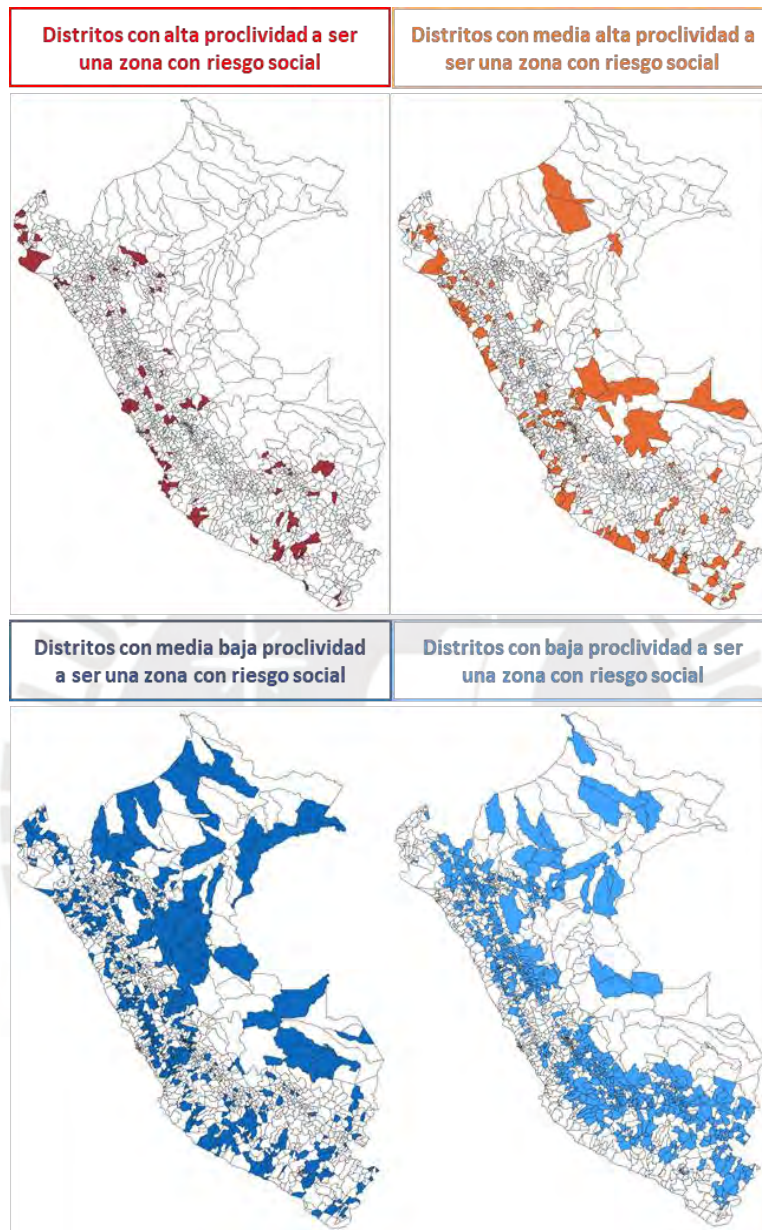 Distritos con alta proclividad a ser
una zona con riesgo social
Distritos con media alta proclividad a
ser una zona con riesgo social
Distritos con media baja proclividad
a ser una zona con riesgo social
Distritos con baja proclividad a ser
una zona con riesgo social